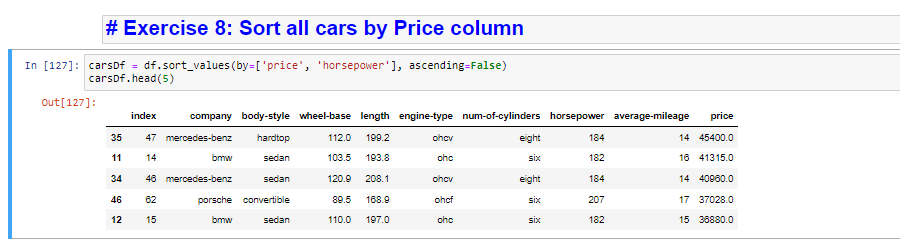 # Exercise 8: Sort all cars by Price column
In [127]: carsDf = df.sort_values(by=['price', 'horsepower'], ascending=False)
carsDf.head(5)
Out[127]:
index company body-style wheel-base length engine-type num-of-cylinders horsepower average-mileage price
35 47 mercedes-benz hardtop 112.0 199.2 ohcv eight 184 14 45400.0
11 14 bmw sedan 103.5 193.8 ohc six 182 16 41315.0
34 46 mercedes-benz sedan 120.9 208.1 ohcv eight 184 14 40960.0
46 62 porsche convertible 89.5 168.9 ohcf six 207 17 37028.0
12 15 bmw sedan 110.0 197.0 ohc six 182 15 36880.0